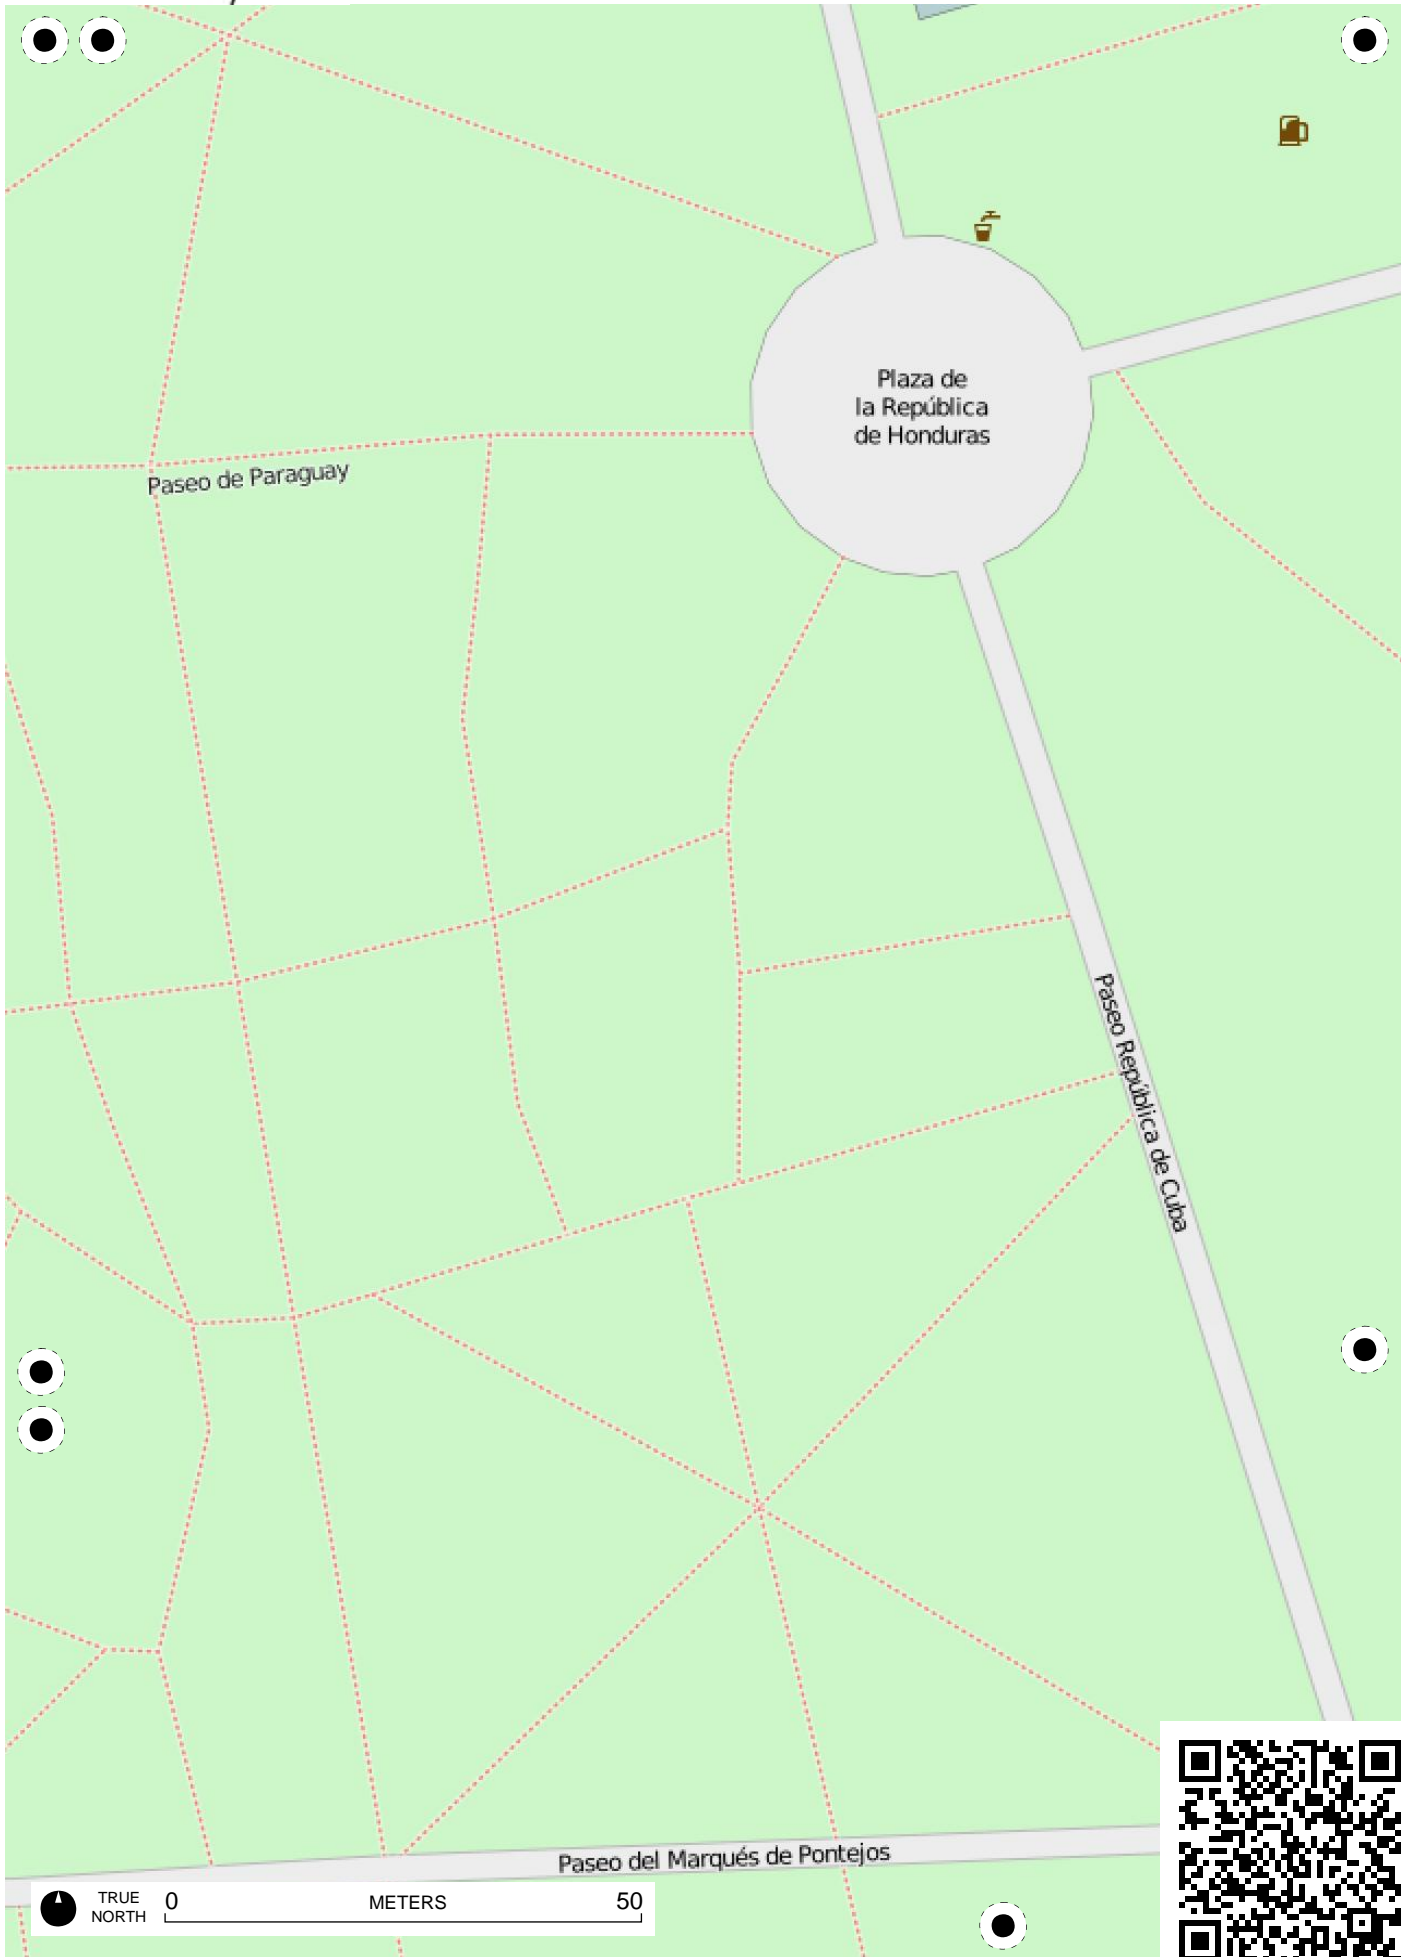 Plaza de
la República
de Honduras
Paseo de Paraguay
Paseo República de Cuba
Paseo del Marqués de Pontejos
TRUE
NORTH
0 METERS 50